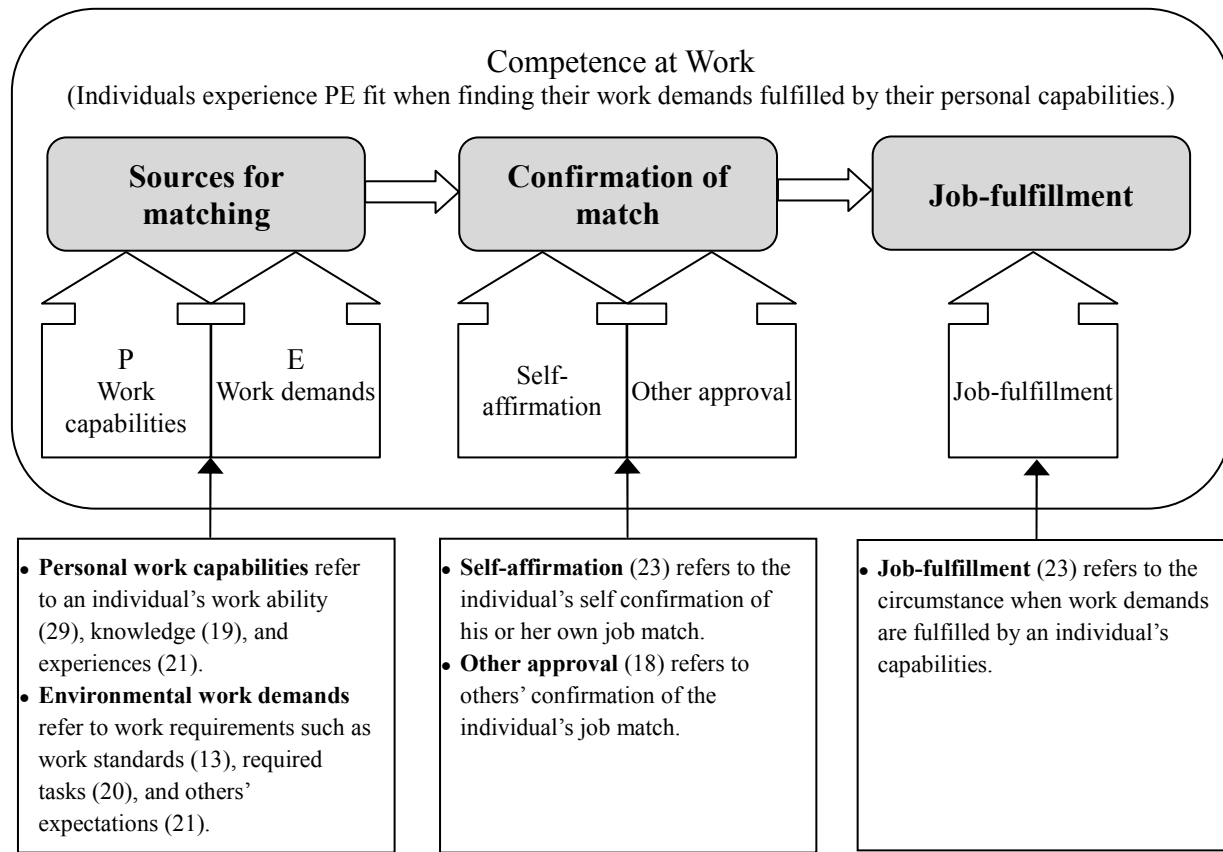 Competence at Work
(Individuals experience PE fit when finding their work demands fulfilled by their personal capabilities.)
Sources for
matching
Confirmation of
match
Job-fulfillment
P
Work
capabilities
E
Work demands
Self-
affirmation
Other approval
Job-fulfillment
• Personal work capabilities refer
to an individual’s work ability
(29), knowledge (19), and
experiences (21).
• Environmental work demands
refer to work requirements such as
work standards (13), required
tasks (20), and others’
expectations (21).
• Self-affirmation (23) refers to the
individual’s self confirmation of
his or her own job match.
• Other approval (18) refers to
others’ confirmation of the
individual’s job match.
• Job-fulfillment (23) refers to the
circumstance when work demands
are fulfilled by an individual’s
capabilities.